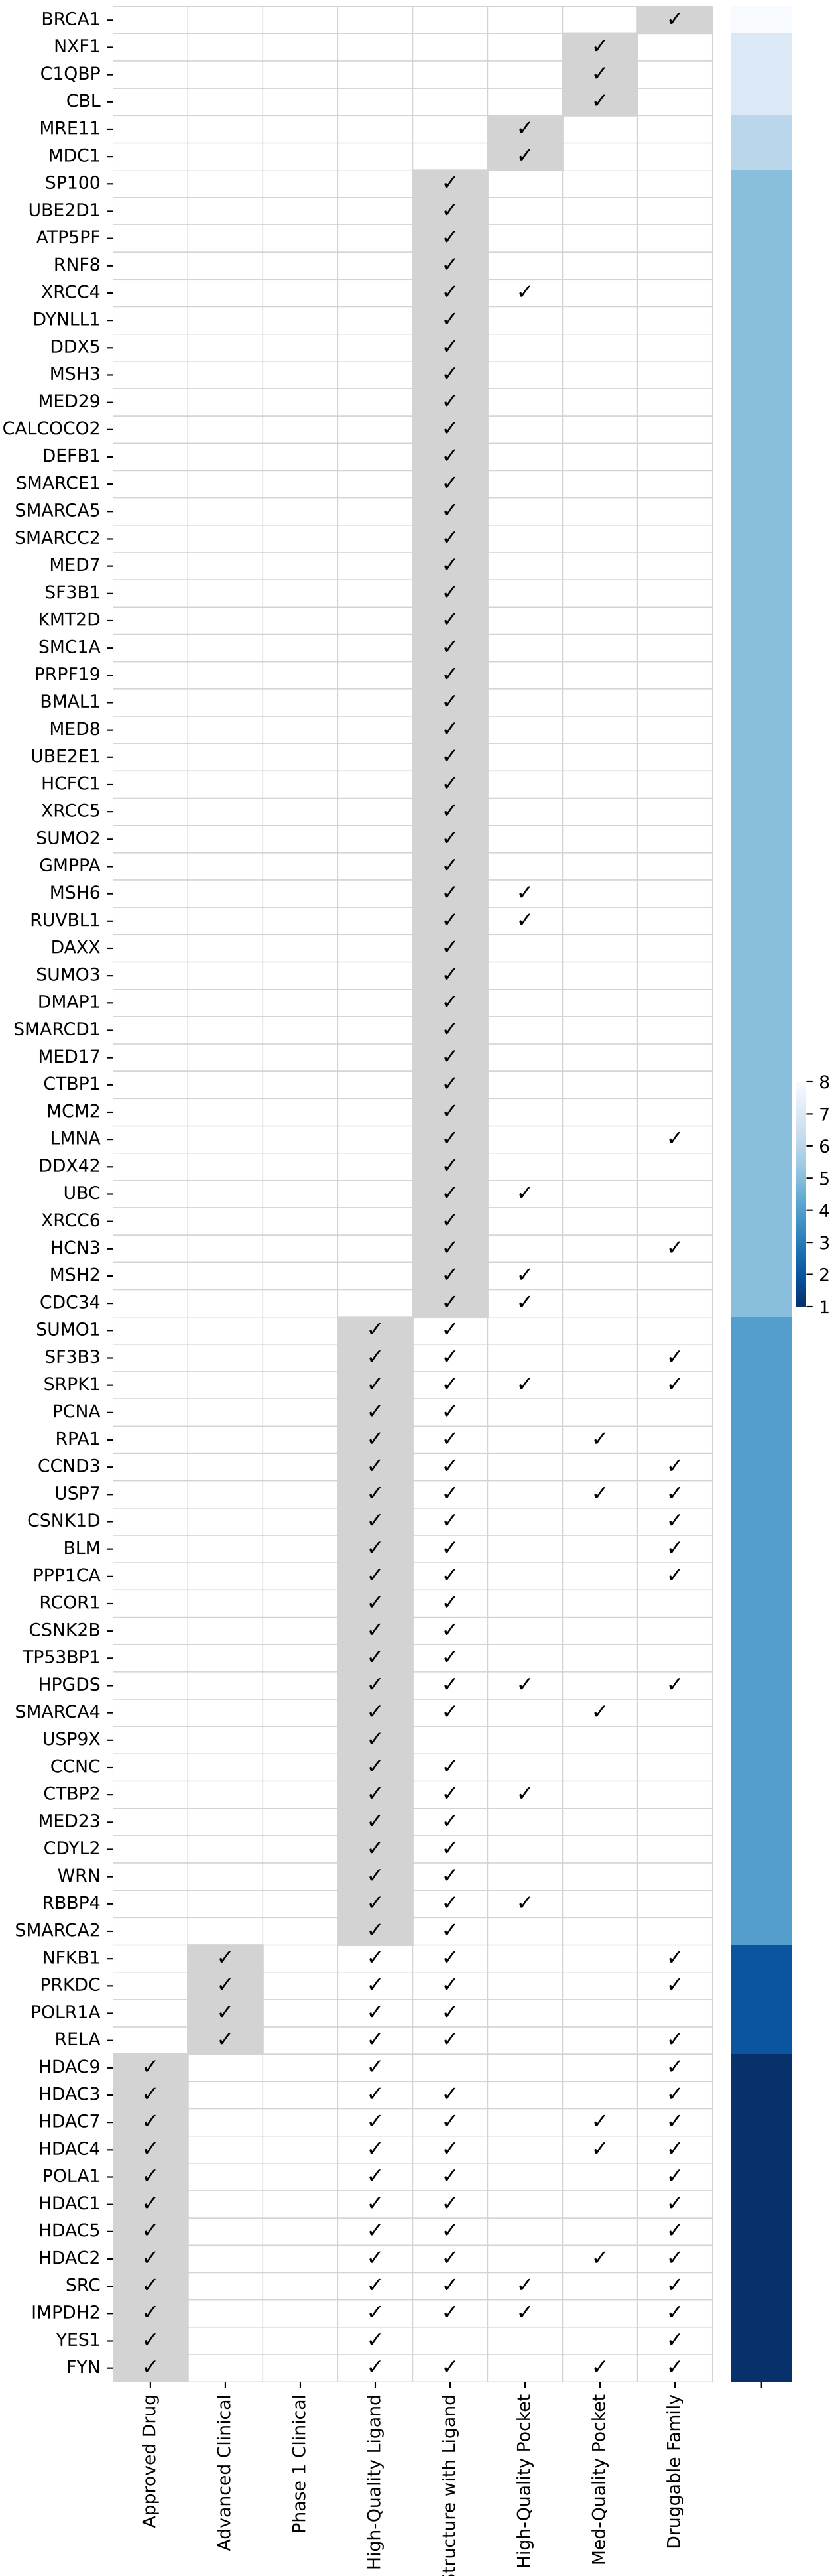 BRCA1 ✓
NXF1 ✓
C1QBP ✓
CBL ✓
MRE11 ✓
MDC1 ✓
SP100 ✓
UBE2D1 ✓
ATP5PF ✓
RNF8 ✓
XRCC4 ✓ ✓
DYNLL1 ✓
DDX5 ✓
MSH3 ✓
MED29 ✓
CALCOCO2 ✓
DEFB1 ✓
SMARCE1 ✓
SMARCA5 ✓
SMARCC2 ✓
MED7 ✓
SF3B1 ✓
KMT2D ✓
SMC1A ✓
PRPF19 ✓
BMAL1 ✓
MED8 ✓
UBE2E1 ✓
HCFC1 ✓
XRCC5 ✓
SUMO2 ✓
GMPPA ✓
MSH6 ✓ ✓
RUVBL1 ✓ ✓
DAXX ✓
SUMO3 ✓
DMAP1 ✓
SMARCD1 ✓
MED17 ✓
CTBP1 ✓
MCM2 ✓
LMNA ✓ ✓
DDX42 ✓
UBC ✓ ✓
XRCC6 ✓
HCN3 ✓ ✓
MSH2 ✓ ✓
CDC34 ✓ ✓
SUMO1 ✓ ✓
SF3B3 ✓ ✓ ✓
SRPK1 ✓ ✓ ✓ ✓
PCNA ✓ ✓
RPA1 ✓ ✓ ✓
CCND3 ✓ ✓ ✓
USP7 ✓ ✓ ✓ ✓
CSNK1D ✓ ✓ ✓
BLM ✓ ✓ ✓
PPP1CA ✓ ✓ ✓
RCOR1 ✓ ✓
CSNK2B ✓ ✓
TP53BP1 ✓ ✓
HPGDS ✓ ✓ ✓ ✓
SMARCA4 ✓ ✓ ✓
USP9X ✓
CCNC ✓ ✓
CTBP2 ✓ ✓ ✓
MED23 ✓ ✓
CDYL2 ✓ ✓
WRN ✓ ✓
RBBP4 ✓ ✓ ✓
SMARCA2 ✓ ✓
NFKB1 ✓ ✓ ✓ ✓
PRKDC ✓ ✓ ✓ ✓
POLR1A ✓ ✓ ✓
RELA ✓ ✓ ✓ ✓
HDAC9 ✓ ✓ ✓
HDAC3 ✓ ✓ ✓ ✓
HDAC7 ✓ ✓ ✓ ✓ ✓
HDAC4 ✓ ✓ ✓ ✓ ✓
POLA1 ✓ ✓ ✓ ✓
HDAC1 ✓ ✓ ✓ ✓
HDAC5 ✓ ✓ ✓ ✓
HDAC2 ✓ ✓ ✓ ✓ ✓
SRC ✓ ✓ ✓ ✓ ✓
IMPDH2 ✓ ✓ ✓ ✓ ✓
YES1 ✓ ✓ ✓
FYN ✓ ✓ ✓ ✓ ✓
Approved Drug
Advanced Clinical
Phase 1 Clinical
High-Quality Ligand
tructure with Ligand
High-Quality Pocket
Med-Quality Pocket
Druggable Family
8
7
6
5
4
3
2
1